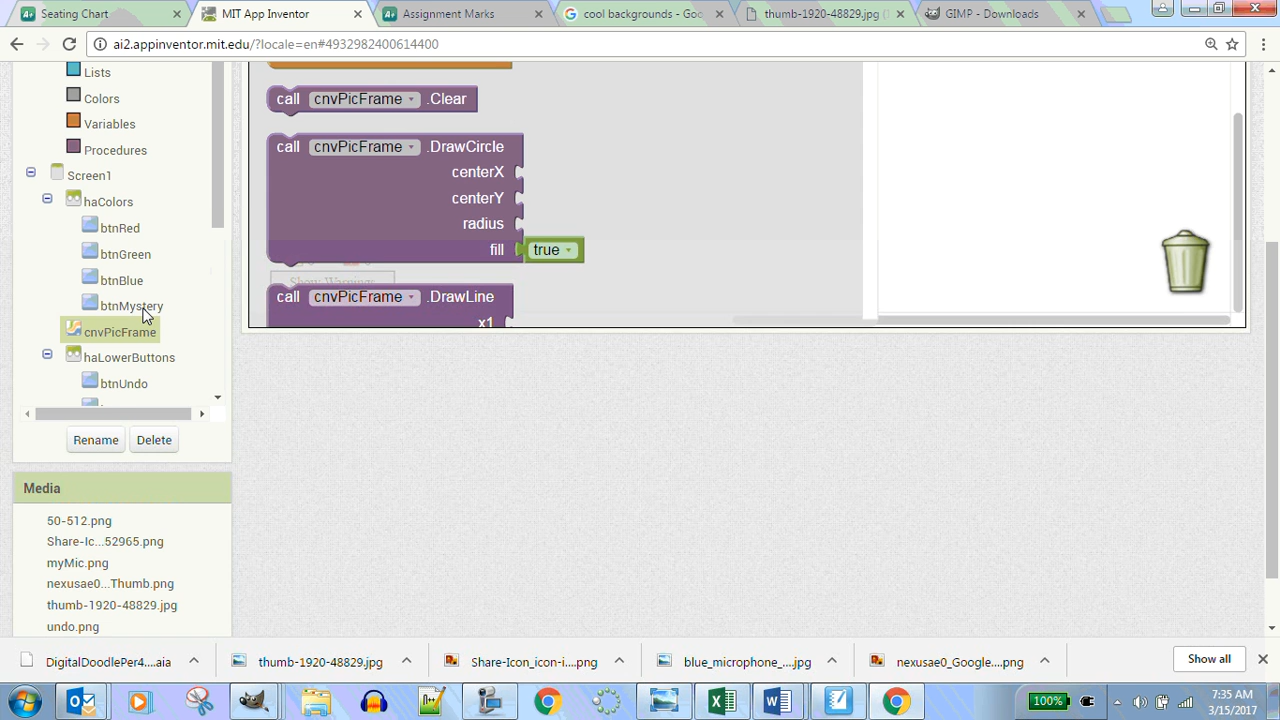 Seating Chart
MIT App Inventor
Assignment Marks
cool backgrounds - Goo
thumb-1920-48829.jpg (
GIMP - Downloads
ai2.appinventor.mit.edu/?locale=en#4932982400614400
Lists
Colors
Variables
Procedures
Screen1
haColors
btnRed
btnGreen
btnBlue
btnMystery
cnvPicFrame
haLowerButtons
btnUndo
Rename
Delete
call cnvPicFrame .Clear
call cnvPicFrame .DrawCircle
centerX
centerY
radius
fill true
Show Warnings
call cnvPicFrame .DrawLine
x1
Media
50-512.png
Share-Ic...52965.png
myMic.png
nexusae0...Thumb.png
thumb-1920-48829.jpg
undo.png
DigitalDoodlePer4....aia
thumb-1920-48829.jpg
Share-Icon_icon-i....png
blue_microphone_....jpg
nexusae0_Google....png
Show all
100%
7:35 AM
3/15/2017